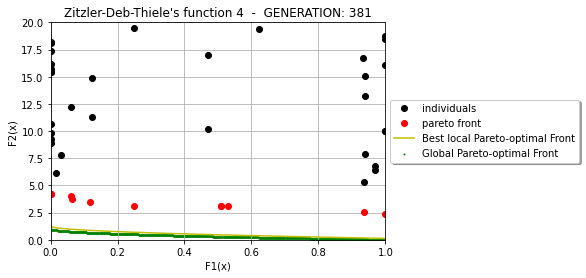 Zitzler-Deb-Thiele's function 4 - GENERATION: 381
20.0
17.5
15.0
12.5
10.0
7.5
5.0
2.5
0.0
F2(x)
0.0 0.2 0.4 0.6 0.8 1.0
F1(x)
individuals
pareto front
Best local Pareto-optimal Front
Global Pareto-optimal Front